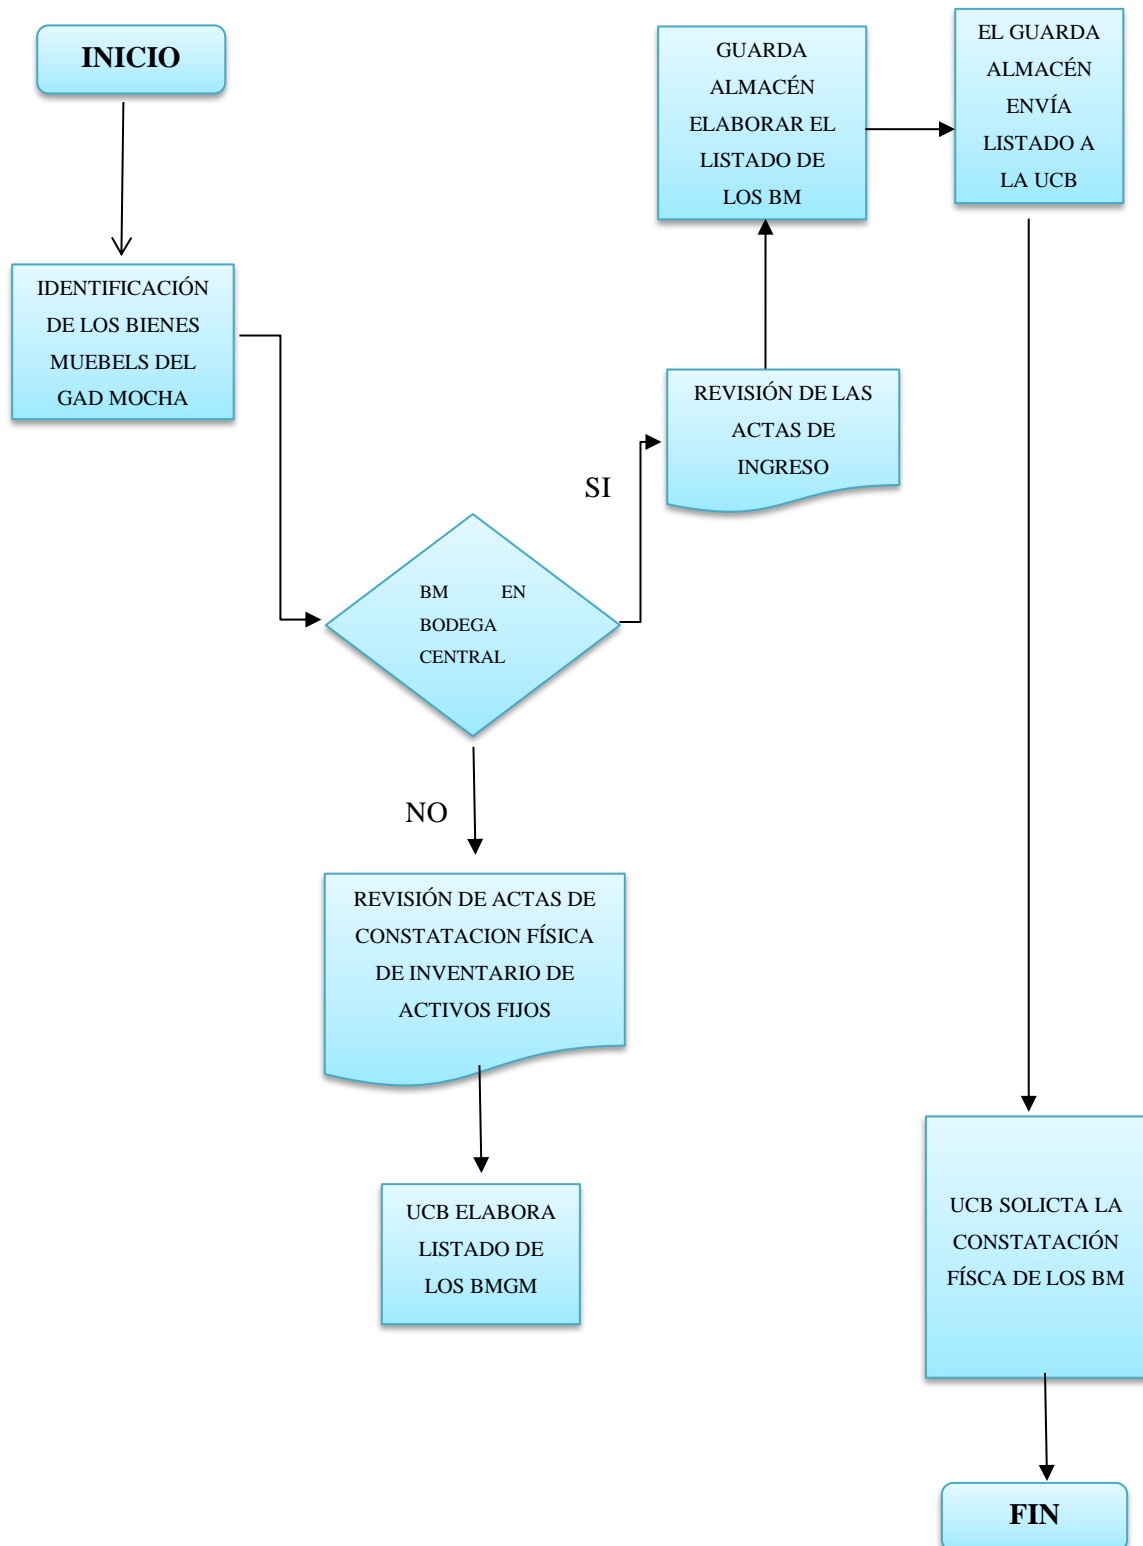 INICIO
IDENTIFICACIÓN
DE LOS BIENES
MUEBELS DEL
GAD MOCHA
BM EN
BODEGA
CENTRAL
SI
REVISIÓN DE LAS
ACTAS DE
INGRESO
GUARDA
ALMACÉN
ELABORAR EL
LISTADO DE
LOS BM
EL GUARDA
ALMACÉN
ENVÍA
LISTADO A
LA UCB
NO
REVISIÓN DE ACTAS DE
CONSTATACION FÍSICA
DE INVENTARIO DE
ACTIVOS FIJOS
UCB ELABORA
LISTADO DE
LOS BMGM
UCB SOLICTA LA
CONSTATACIÓN
FÍSCA DE LOS BM
FIN